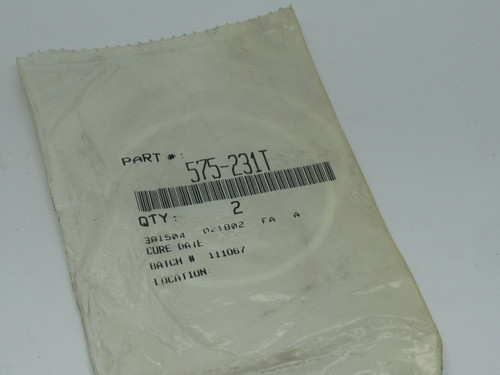 PART #: 575-231T
QTY: 2
381504 021802 FA A
CURE DATE
BATCH # 111067
LOCATION: